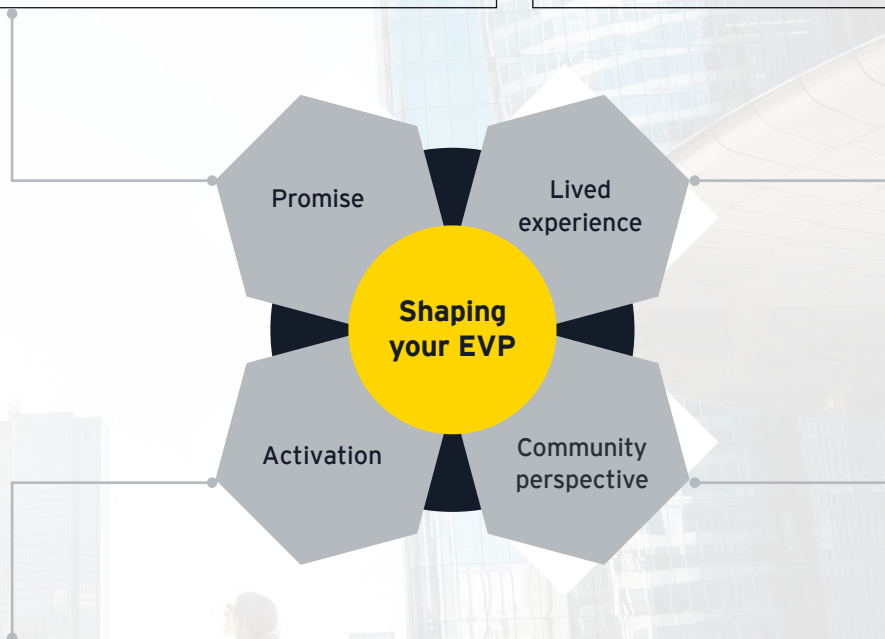 Promise
Lived
experience
Shaping
your EVP
Activation
Community
perspective